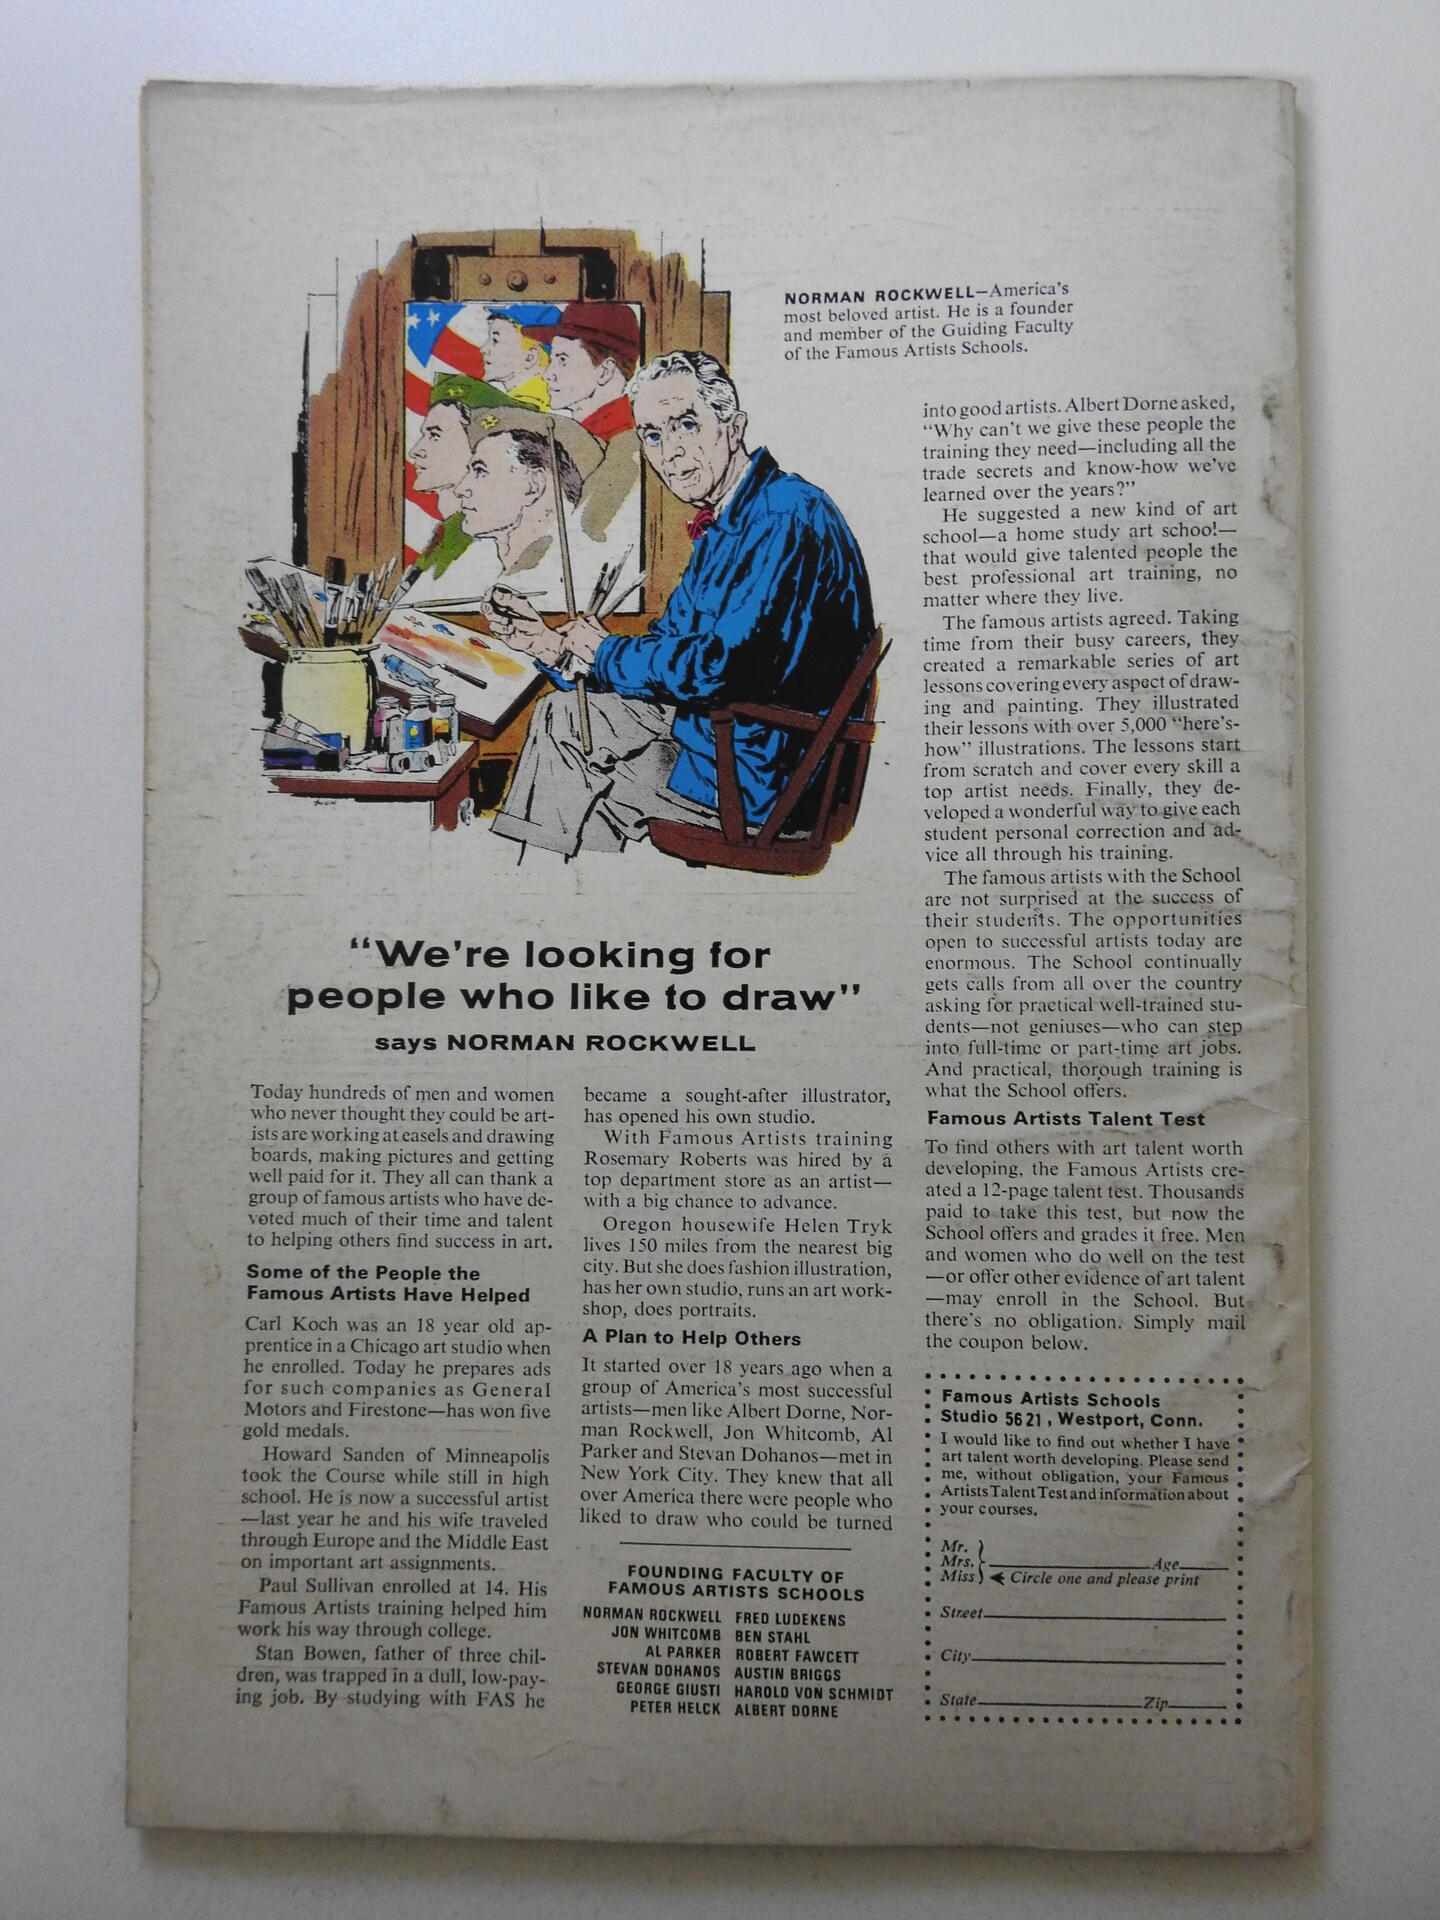 NORMAN ROCKWELL—America's
most beloved artist. He is a founder
and member of the Guiding Faculty
of the Famous Artists Schools.
"We're looking for
people who like to draw"
says NORMAN ROCKWELL
Today hundreds of men and women
who never thought they could be art-
ists are working at easels and drawing
boards, making pictures and getting
well paid for it. They all can thank a
group of famous artists who have de-
voted much of their time and talent
to helping others find success in art.
Some of the People the
Famous Artists Have Helped
Carl Koch was an 18 year old ap-
prentice in a Chicago art studio when
he enrolled. Today he prepares ads
for such companies as General
Motors and Firestone—has won five
gold medals.
Howard Sanden of Minneapolis
took the Course while still in high
school. He is now a successful artist
—last year he and his wife traveled
through Europe and the Middle East
on important art assignments.
Paul Sullivan enrolled at 14. His
Famous Artists training helped him
work his way through college.
Stan Bowen, father of three chil-
dren, was trapped in a dull, low-pay-
ing job. By studying with FAS he
became a sought-after illustrator,
has opened his own studio.
With Famous Artists training
Rosemary Roberts was hired by a
top department store as an artist—
with a big chance to advance.
Oregon housewife Helen Tryk
lives 150 miles from the nearest big
city. But she does fashion illustration,
has her own studio, runs an art work-
shop, does portraits.
A Plan to Help Others
It started over 18 years ago when a
group of America's most successful
artists—men like Albert Dorne, Nor-
man Rockwell, Jon Whitcomb, Al
Parker and Stevan Dohanos—met in
New York City. They knew that all
over America there were people who
liked to draw who could be turned
into good artists. Albert Dorne asked,
"Why can't we give these people the
training they need—including all the
trade secrets and know-how we've
learned over the years?"
He suggested a new kind of art
school—a home study art school—
that would give talented people the
best professional art training, no
matter where they live.
The famous artists agreed. Taking
time from their busy careers, they
created a remarkable series of art
lessons covering every aspect of draw-
ing and painting. They illustrated
their lessons with over 5,000 "here's-
how" illustrations. The lessons start
from scratch and cover every skill a
top artist needs. Finally, they de-
veloped a wonderful way to give each
student personal correction and ad-
vice all through his training.
The famous artists with the School
are not surprised at the success of
their students. The opportunities
open to successful artists today are
enormous. The School continually
gets calls from all over the country
asking for practical well-trained stu-
dents—not geniuses—who can step
into full-time or part-time art jobs.
And practical, thorough training is
what the School offers.
Famous Artists Talent Test
To find others with art talent worth
developing, the Famous Artists cre-
ated a 12-page talent test. Thousands
paid to take this test, but now the
School offers and grades it free. Men
and women who do well on the test
—or offer other evidence of art talent
—may enroll in the School. But
there's no obligation. Simply mail
the coupon below.
FOUNDING FACULTY OF
FAMOUS ARTISTS SCHOOLS
NORMAN ROCKWELL FRED LUDEKENS
JON WHITCOMB BEN STAHL
AL PARKER ROBERT FAWCETT
STEVAN DOHANOS AUSTIN BRIGGS
GEORGE GIUSTI HAROLD VON SCHMIDT
PETER HELCK ALBERT DORNE
Famous Artists Schools
Studio 5621, Westport, Conn.
I would like to find out whether I have
art talent worth developing. Please send
me, without obligation, your Famous
Artists Talent Test and information about
your courses.
Mr.
Mrs. Age
Miss Circle one and please print
Street
City
State Zip